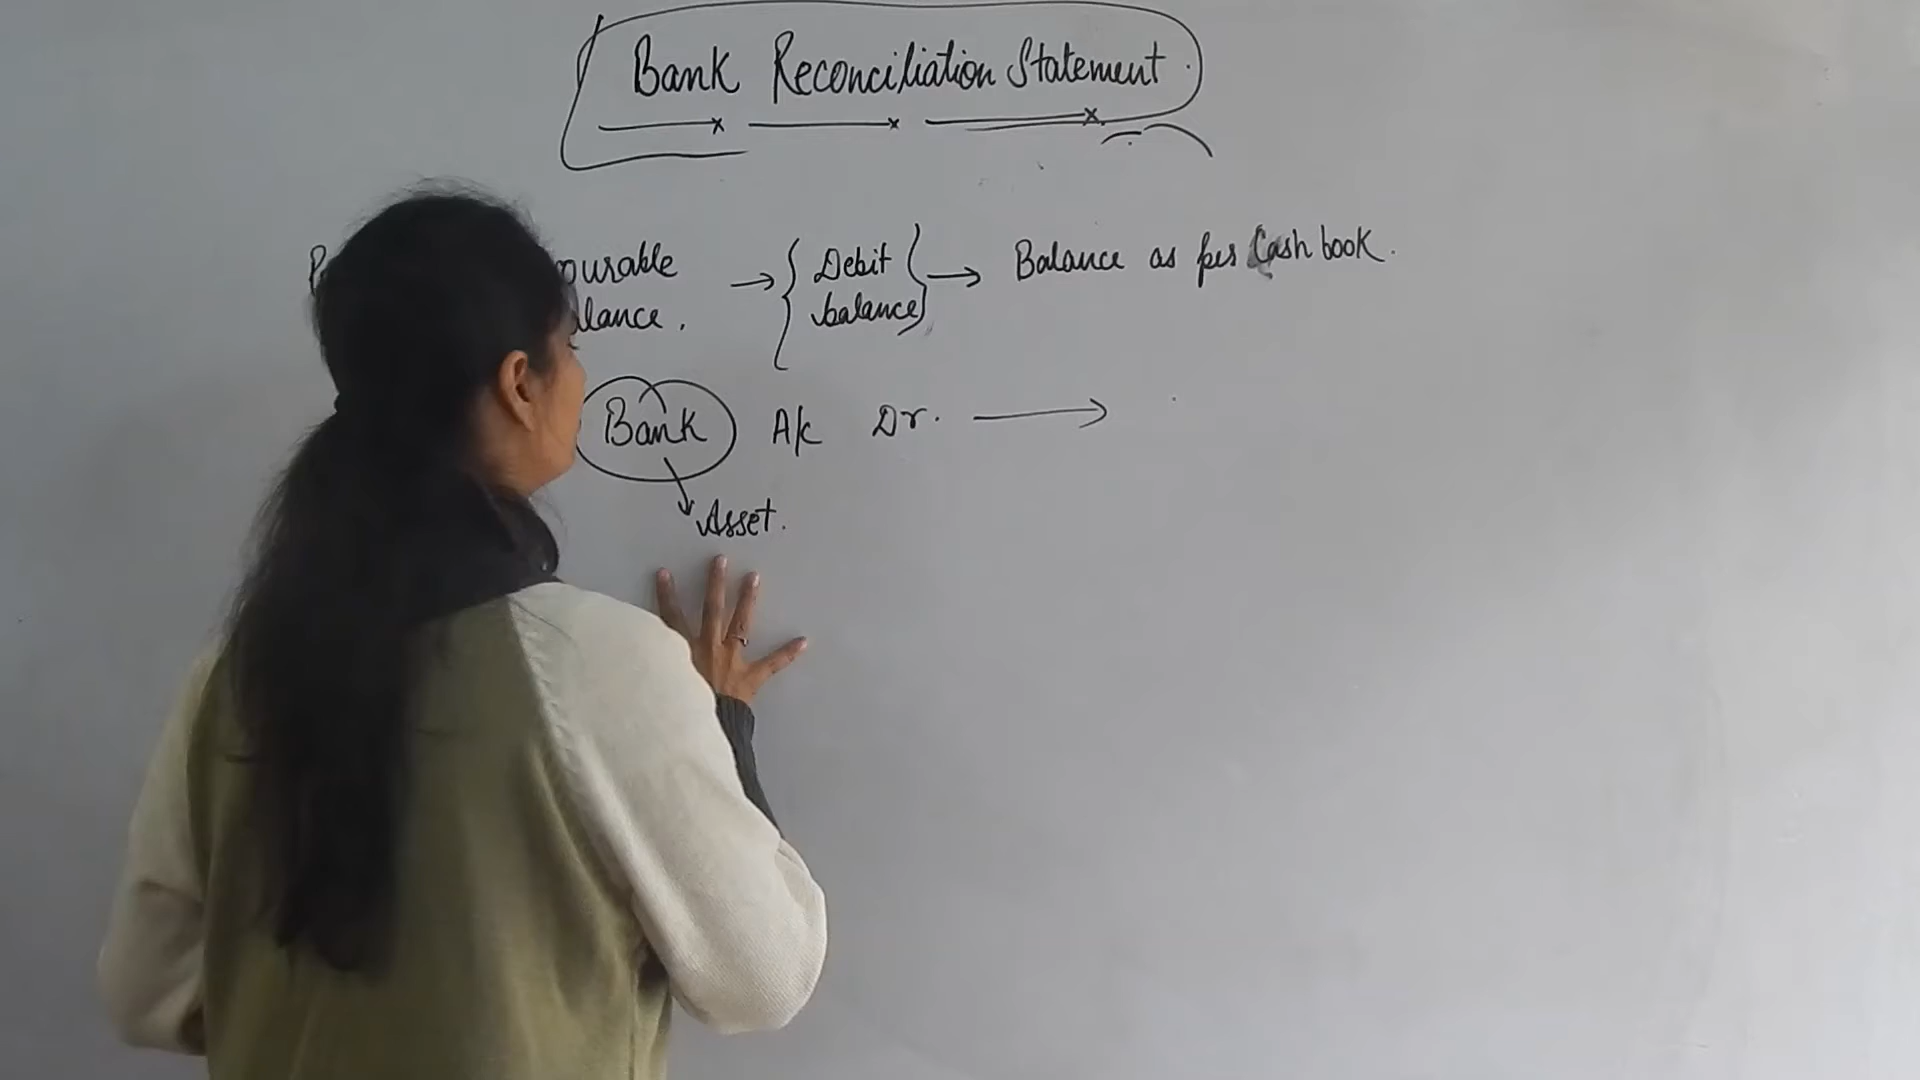 Bank Reconciliation Statement
Debit balance → Balance as per Cash book.
Bank A/c Dr. →
Asset.